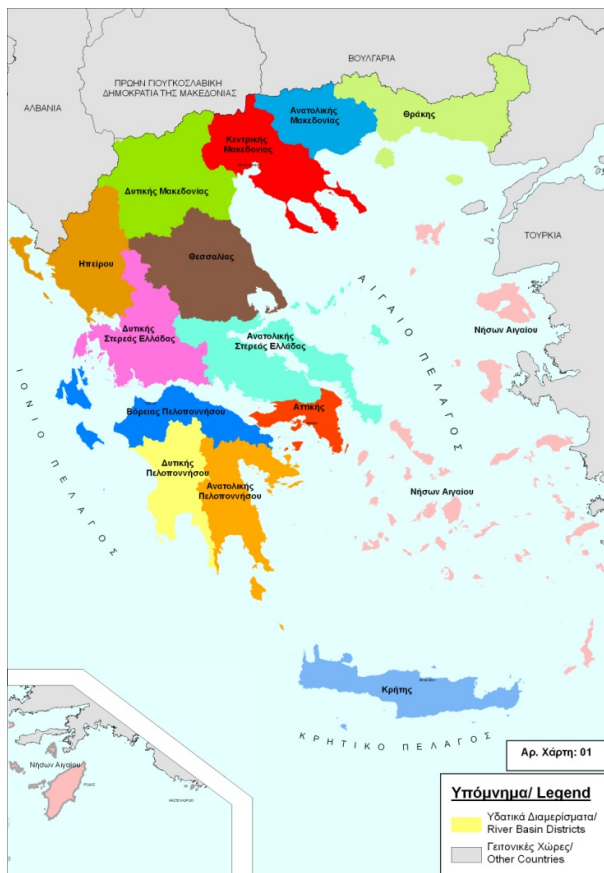 ΒΟΥΛΓΑΡΙΑ
ΠΡΩΗΝ ΓΙΟΥΓΚΟΣΛΑΒΙΚΗ
ΔΗΜΟΚΡΑΤΙΑ ΤΗΣ ΜΑΚΕΔΟΝΙΑΣ
ΑΛΒΑΝΙΑ
Ανατολικής
Μακεδονίας
Θράκης
Κεντρικής
Μακεδονίας
Δυτικής Μακεδονίας
ΤΟΥΡΚΙΑ
Ηπείρου
Θεσσαλίας
ΑΙΓΑΙΟ ΠΕΛΑΓΟΣ
Νήσων Αιγαίου
Δυτικής
Στερεάς Ελλάδας
Ανατολικής
Στερεάς Ελλάδας
ΙΟΝΙΟ ΠΕΛΑΓΟΣ
Βόρειας Πελοποννήσου
Αττικής
Δυτικής
Πελοποννήσου
Ανατολικής
Πελοποννήσου
Νήσων Αιγαίου
Κρήτης
ΚΡΗΤΙΚΟ ΠΕΛΑΓΟΣ
Νήσων Αιγαίου
Αρ. Χάρτη: 01
Υπόμνημα/ Legend
Υδατικά Διαμερίσματα/
River Basin Districts
Γειτονικές Χώρες/
Other Countries